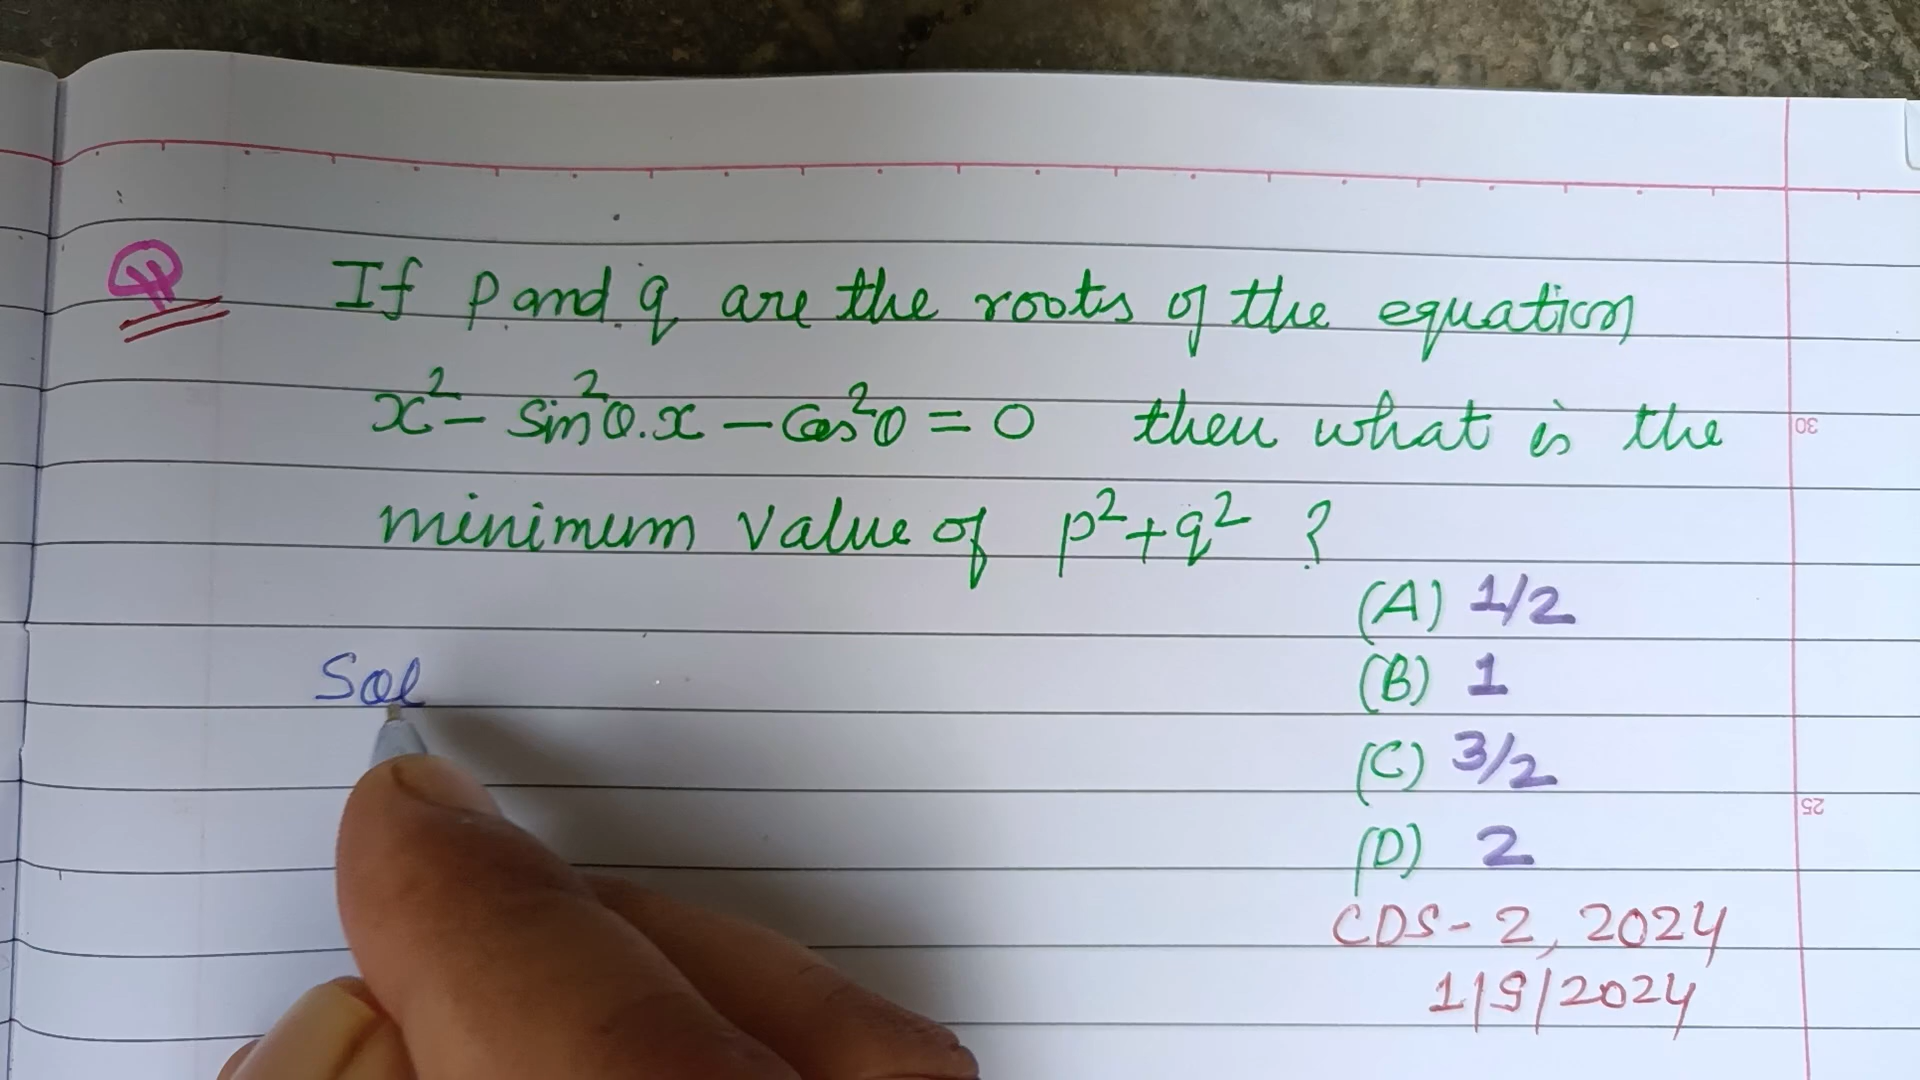 Q If p and q are the roots of the equation
x² - sin²θ.x - cos²θ = 0 then what is the
minimum value of p² + q² ?
(A) 1/2
Sol
(B) 1
(C) 3/2
(D) 2
CDS - 2, 2024
1/9/2024
30
25